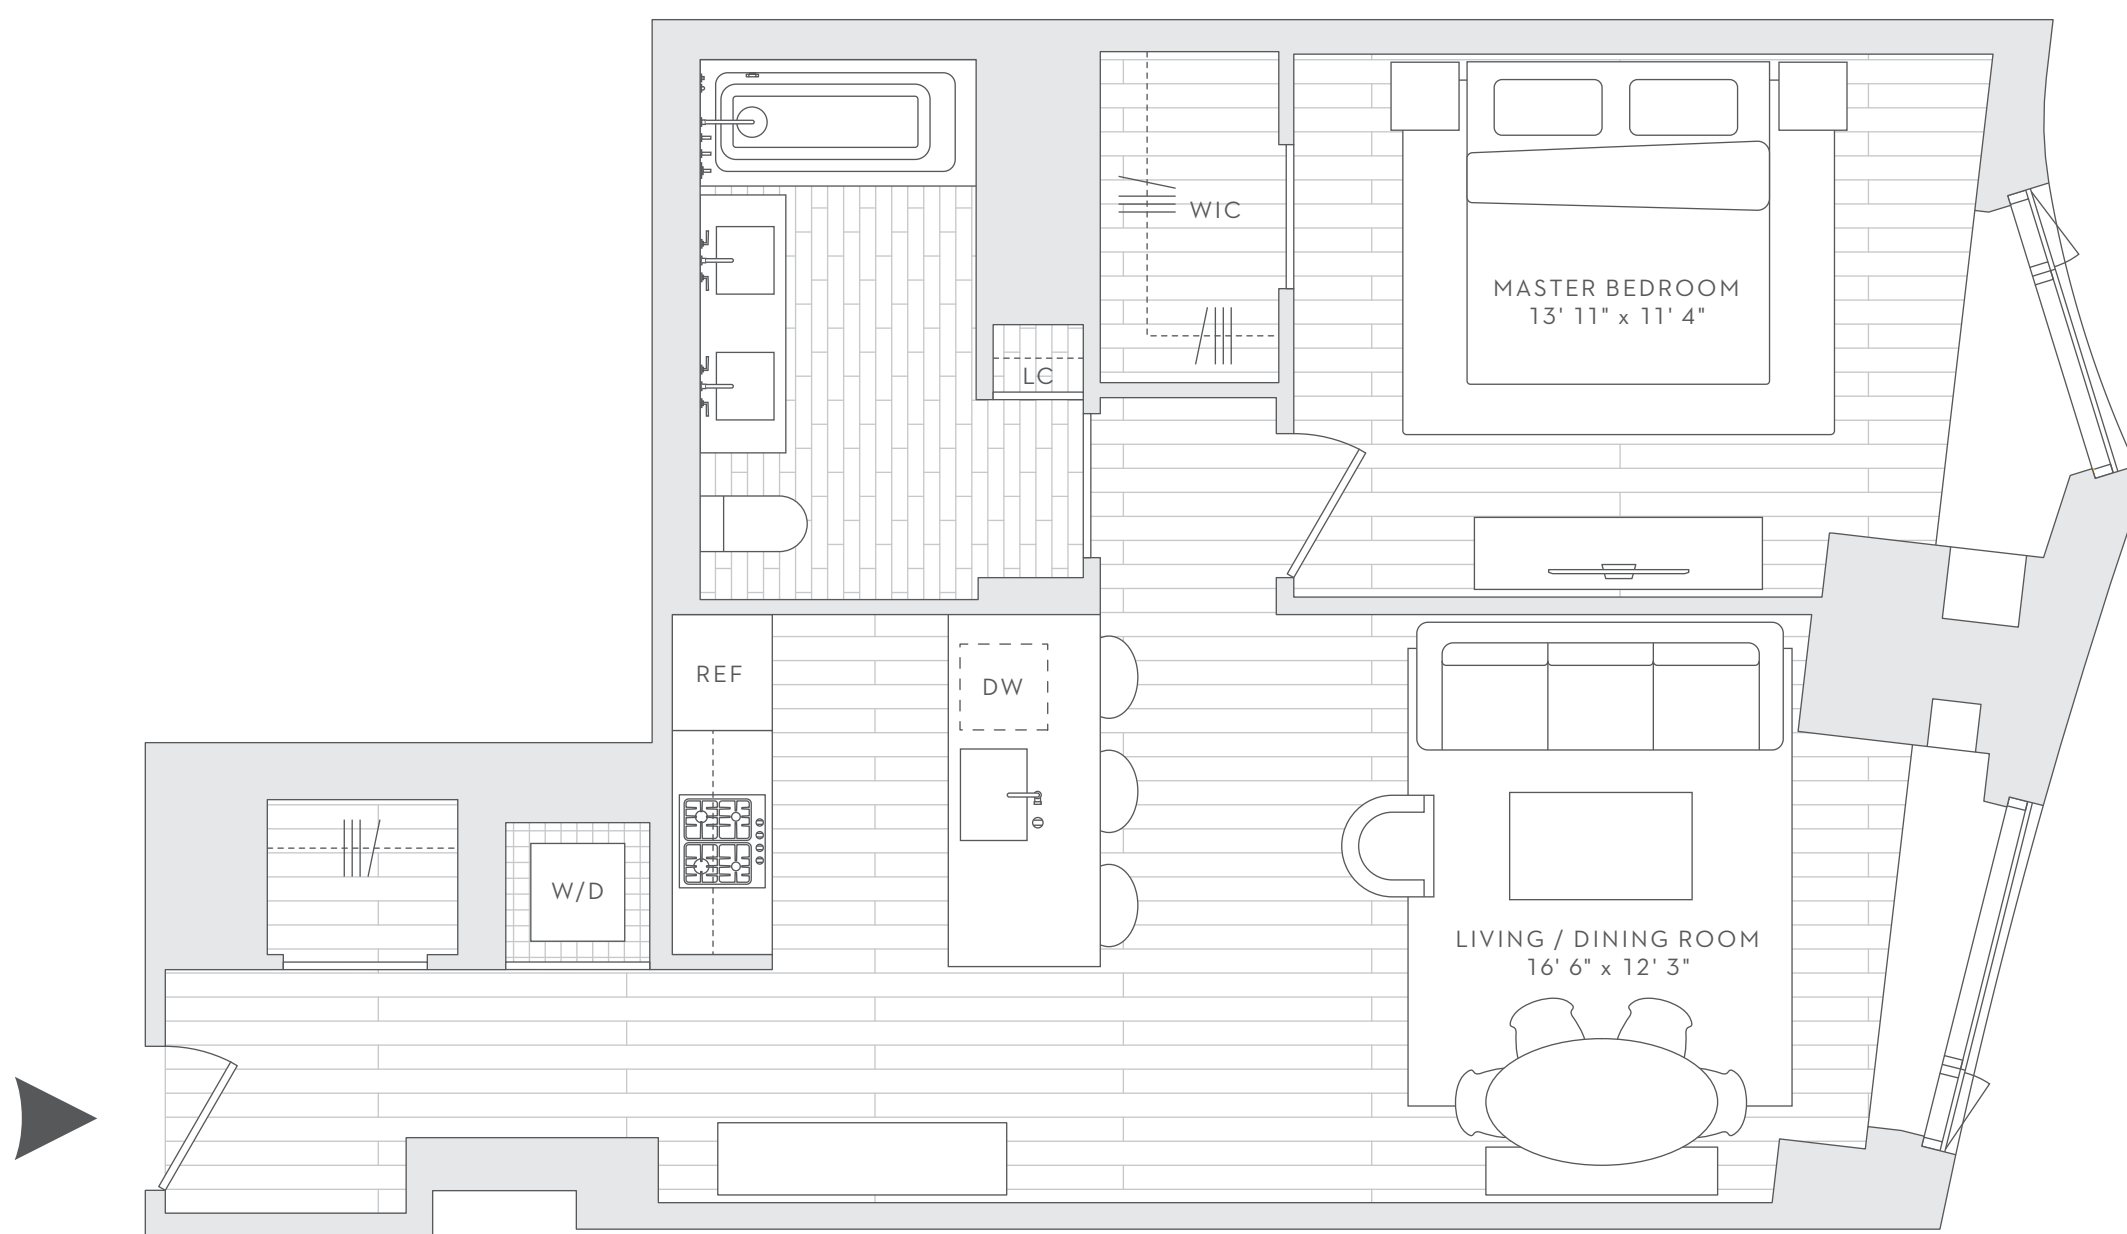 WIC
MASTER BEDROOM
13' 11" x 11' 4"
LC
REF
DW
W/D
LIVING / DINING ROOM
16' 6" x 12' 3"